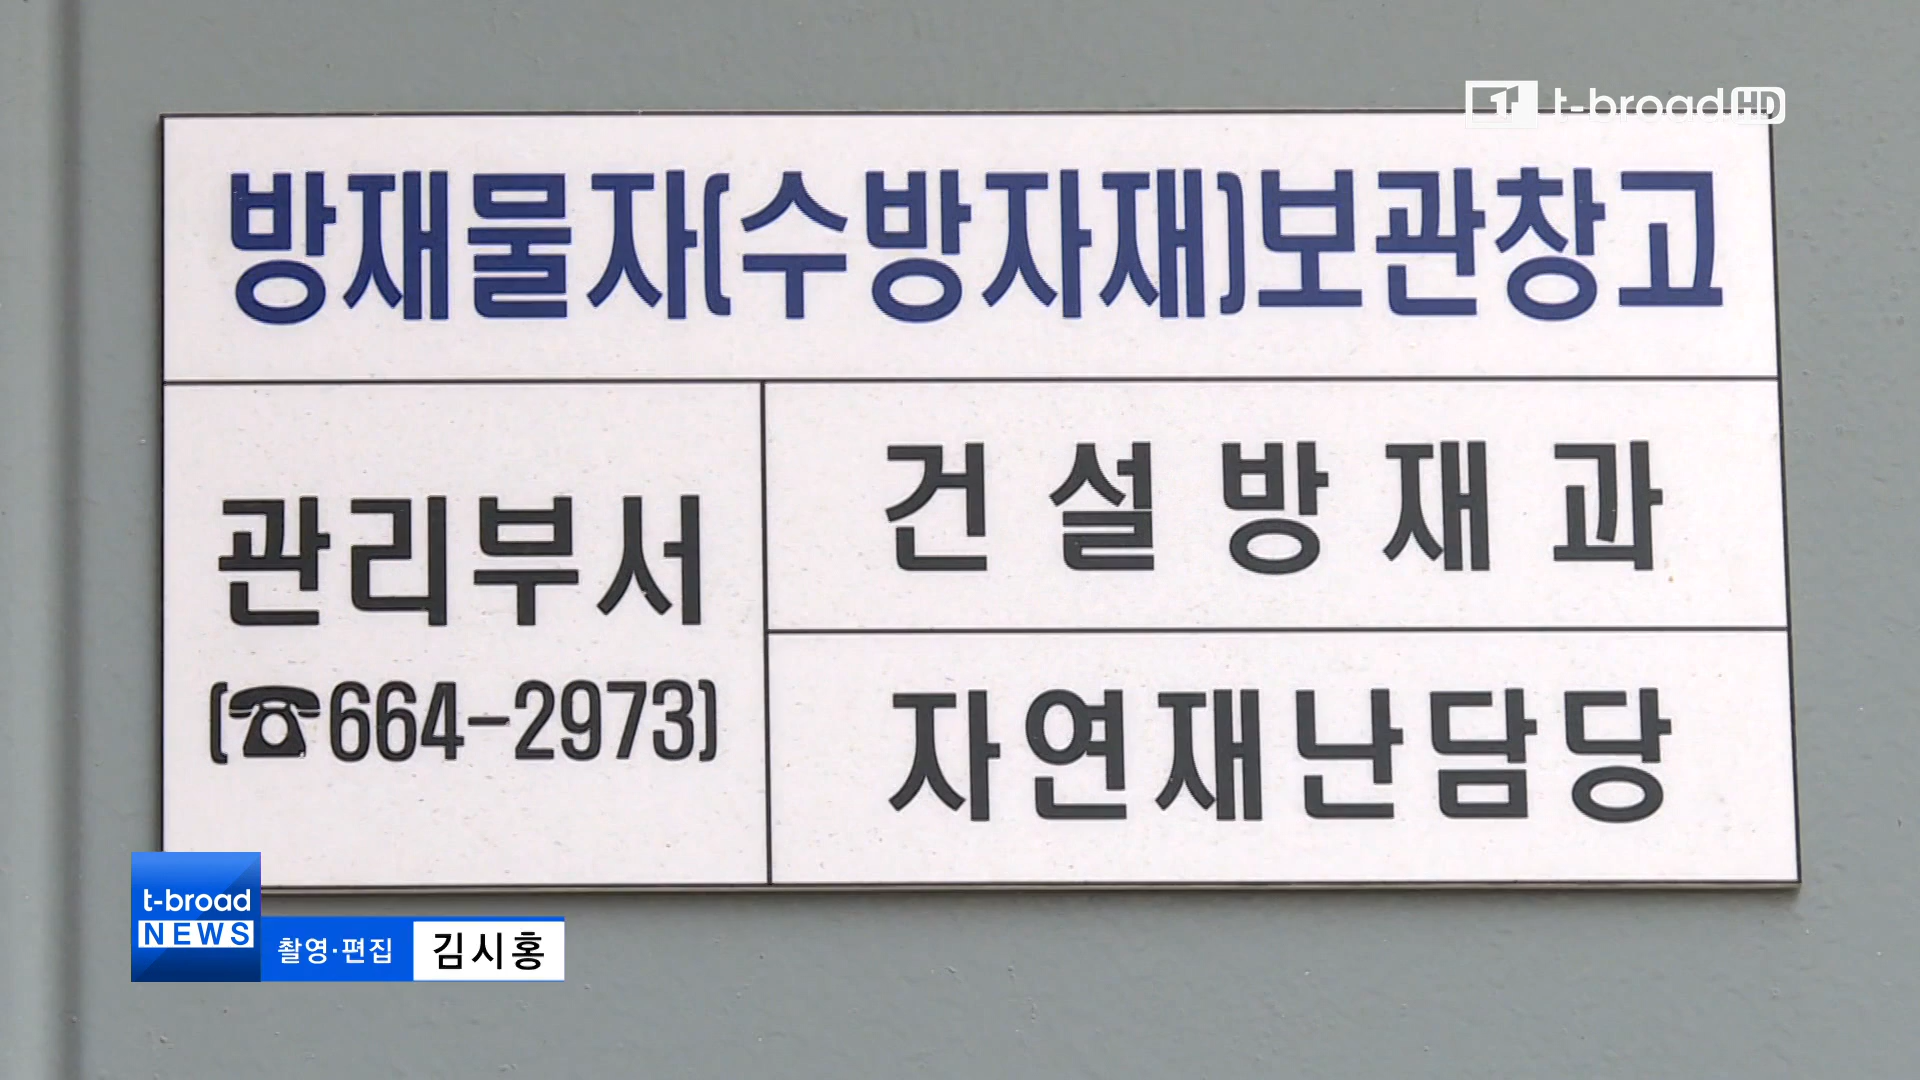 t-broad HD
방재물자(수방자재)보관창고
관리부서
(☎664-2973)
건설방재과
자연재난담당
t-broad
NEWS
촬영·편집 김시홍